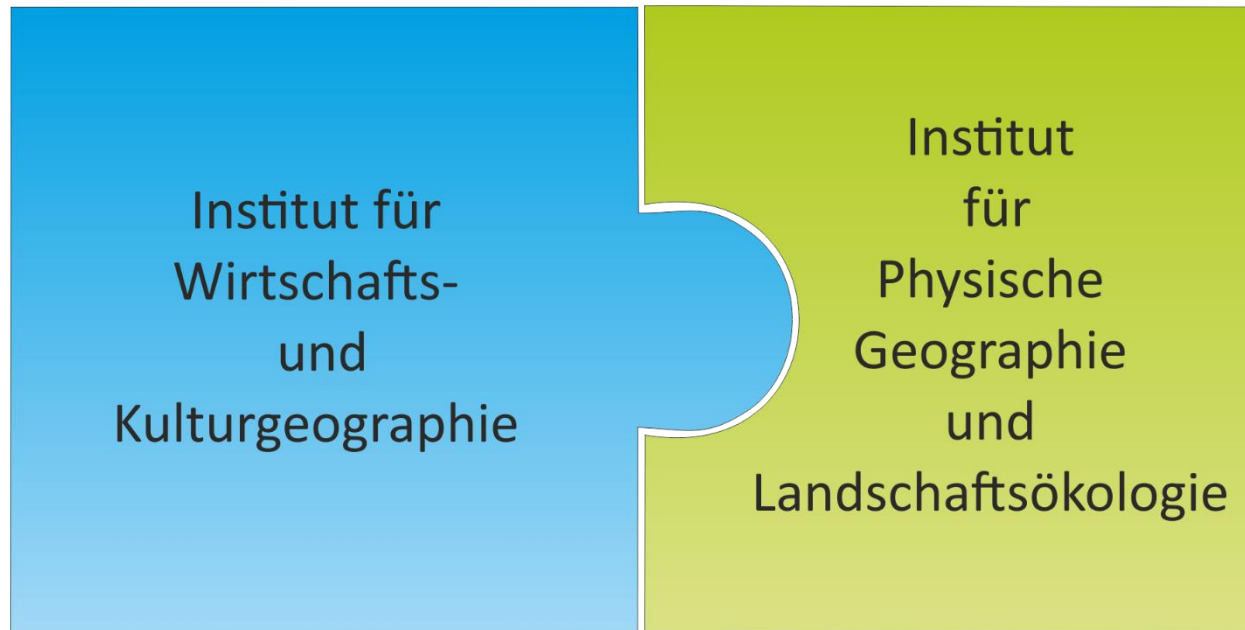 Institut für
Wirtschafts-
und
Kulturgeographie
Institut
für
Physische
Geographie
und
Landschaftsökologie